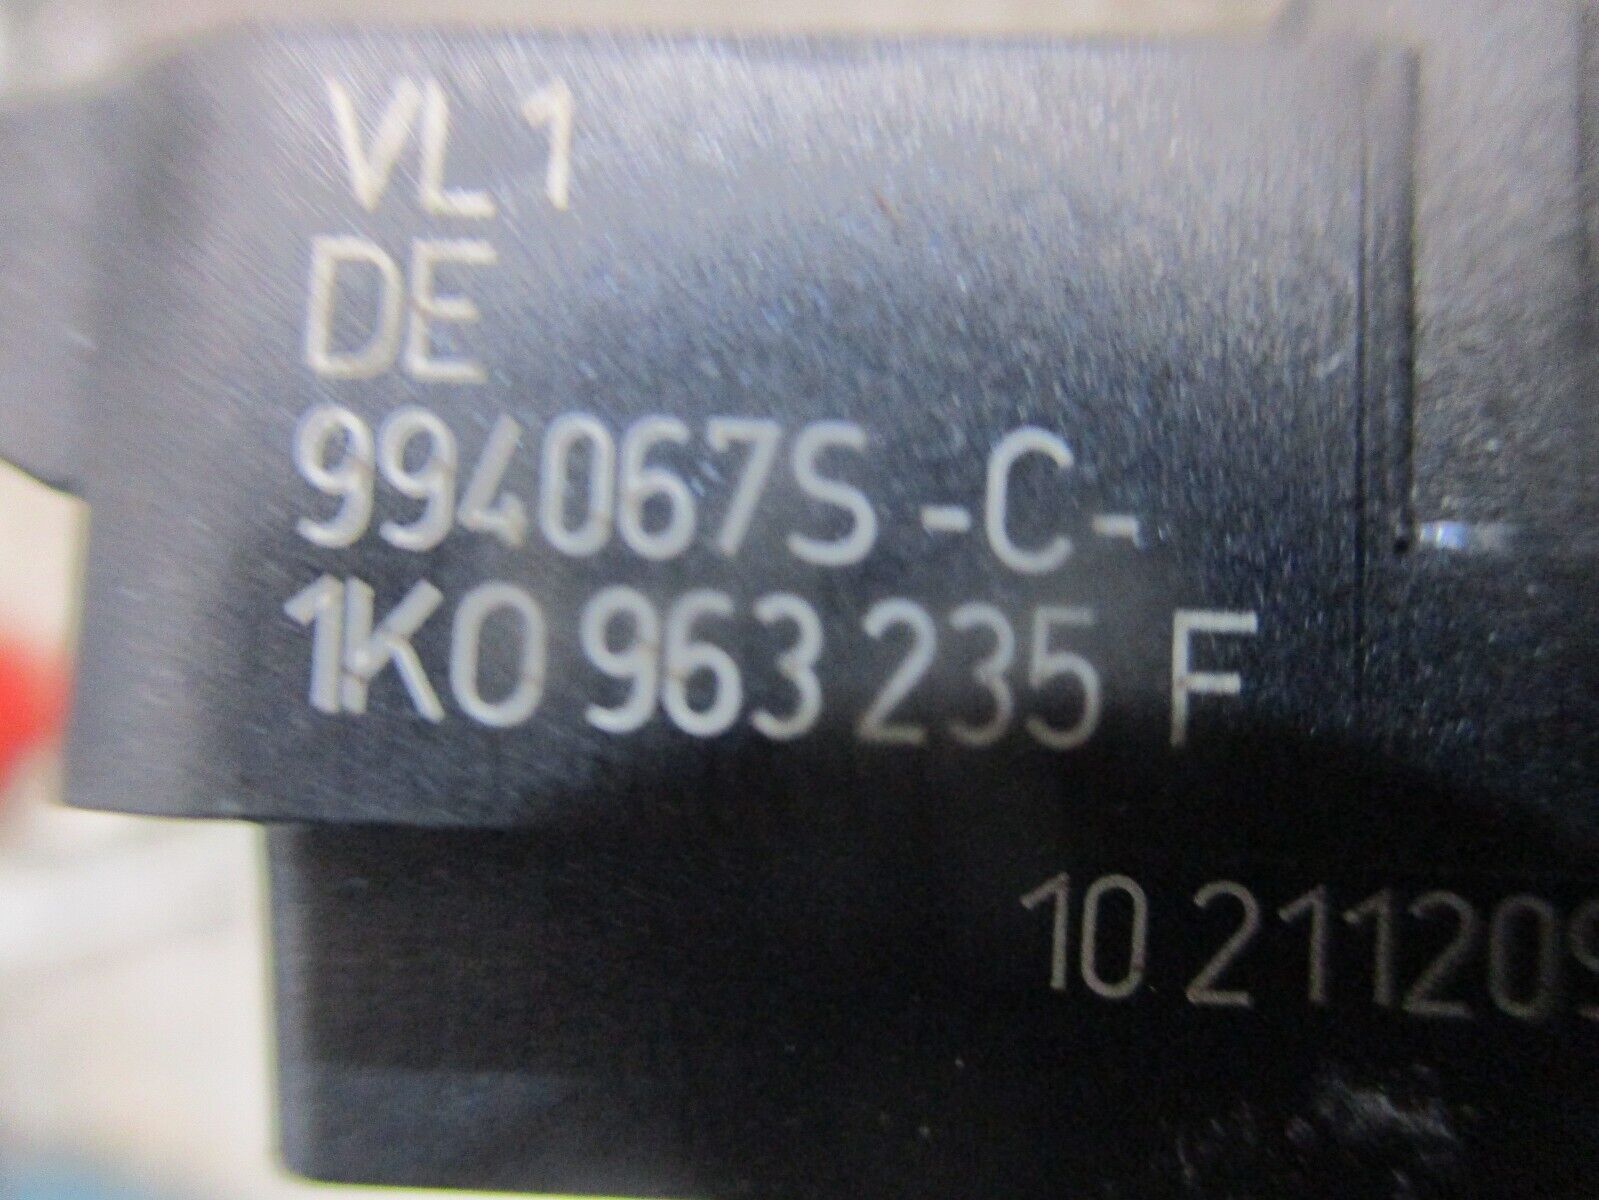 VL 1
DE
994067S -C-
1K0 963 235 F
10 211209